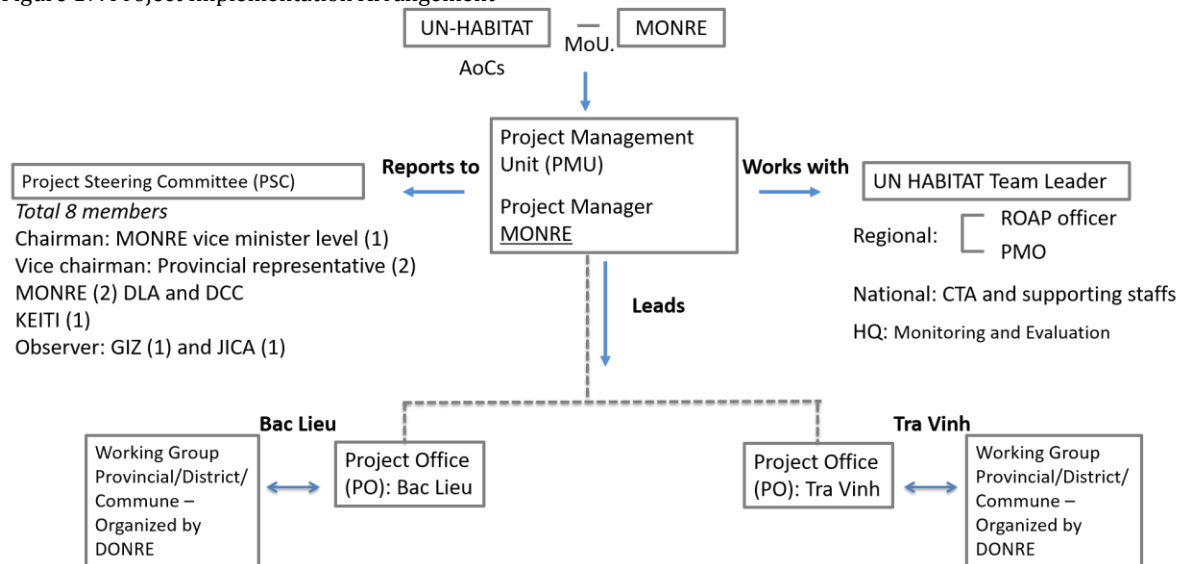 UN-HABITAT
MoU.
MONRE
AoCs
Project Management
Unit (PMU)
Project Manager
MONRE
Reports to
Works with
Project Steering Committee (PSC)
Total 8 members
Chairman: MONRE vice minister level (1)
Vice chairman: Provincial representative (2)
MONRE (2) DLA and DCC
KEITI (1)
Observer: GIZ (1) and JICA (1)
UN HABITAT Team Leader
Regional:
ROAP officer
PMO
National: CTA and supporting staffs
HQ: Monitoring and Evaluation
Leads
Bac Lieu
Working Group
Provincial/District/
Commune –
Organized by
DONRE
Project Office
(PO): Bac Lieu
Tra Vinh
Project Office
(PO): Tra Vinh
Working Group
Provincial/District/
Commune –
Organized by
DONRE